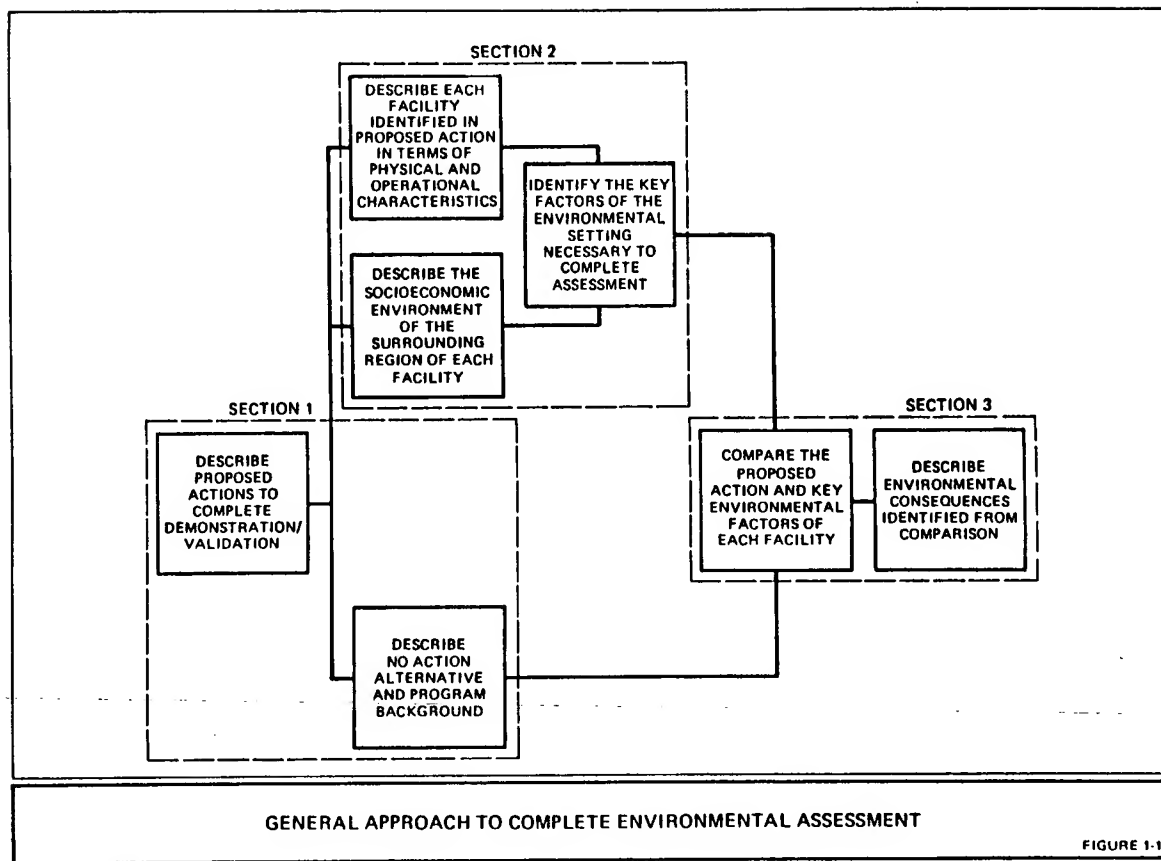 SECTION 2
DESCRIBE EACH
FACILITY
IDENTIFIED IN
PROPOSED ACTION
IN TERMS OF
PHYSICAL AND
OPERATIONAL
CHARACTERISTICS
IDENTIFY THE KEY
FACTORS OF THE
ENVIRONMENTAL
SETTING
NECESSARY TO
COMPLETE
ASSESSMENT
DESCRIBE THE
SOCIOECONOMIC
ENVIRONMENT
OF THE
SURROUNDING
REGION OF EACH
FACILITY
SECTION 1
DESCRIBE
PROPOSED
ACTIONS TO
COMPLETE
DEMONSTRATION/
VALIDATION
DESCRIBE
NO ACTION
ALTERNATIVE
AND PROGRAM
BACKGROUND
SECTION 3
COMPARE THE
PROPOSED
ACTION AND KEY
ENVIRONMENTAL
FACTORS OF
EACH FACILITY
DESCRIBE
ENVIRONMENTAL
CONSEQUENCES
IDENTIFIED FROM
COMPARISON
GENERAL APPROACH TO COMPLETE ENVIRONMENTAL ASSESSMENT
FIGURE 1-1